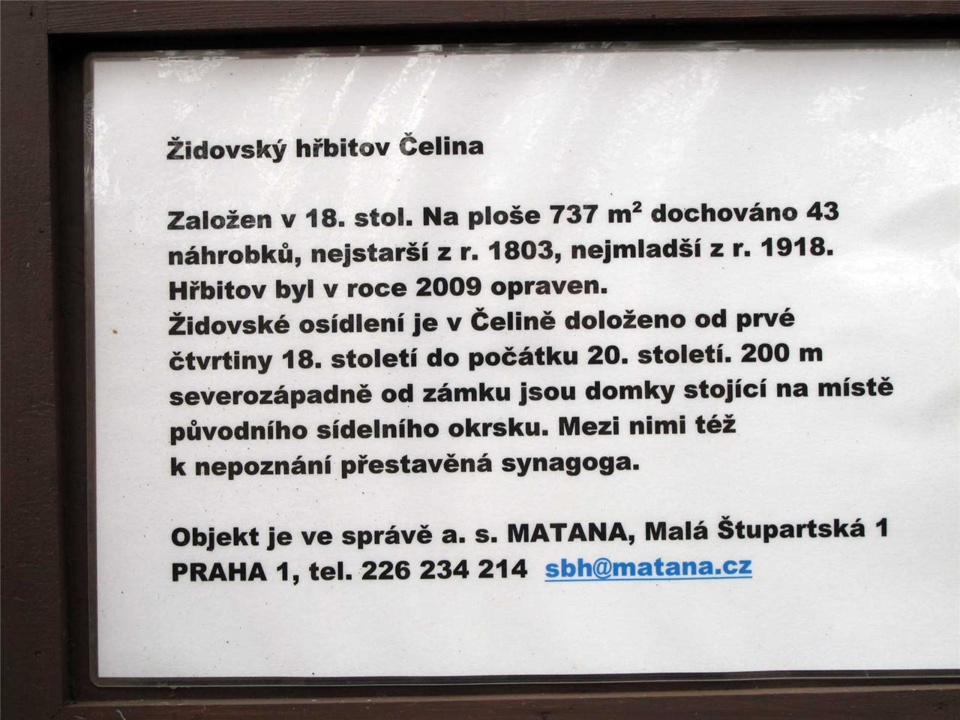 Židovský hřbitov Čelina
Založen v 18. stol. Na ploše 737 m² dochováno 43
náhrobků, nejstarší z r. 1803, nejmladší z r. 1918.
Hřbitov byl v roce 2009 opraven.
Židovské osídlení je v Čelině doloženo od prvé
čtvrtiny 18. století do počátku 20. století. 200 m
severozápadně od zámku jsou domky stojící na místě
původního sídelního okrsku. Mezi nimi též
k nepoznání přestavěná synagoga.
Objekt je ve správě a. s. MATANA, Malá Štupartská 1
PRAHA 1, tel. 226 234 214 sbh@matana.cz